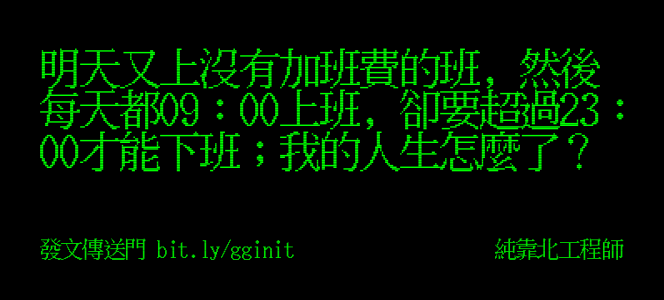 明天又上沒有加班費的班, 然後
每天都09：00上班, 卻要超過23：
00才能下班；我的人生怎麼了？
發文傳送門 bit.ly/gginit
純靠北工程師